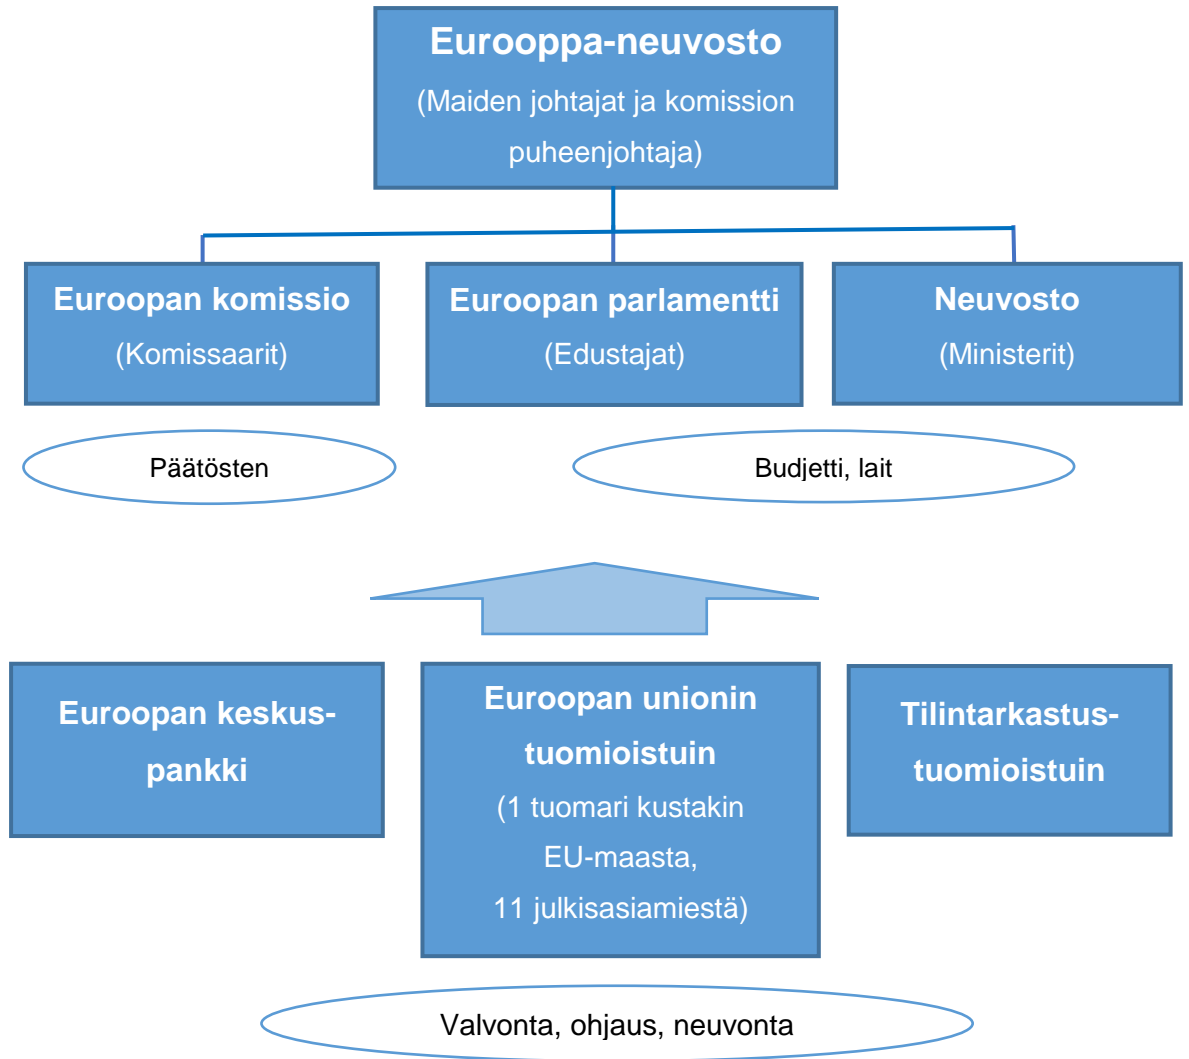 Eurooppa-neuvosto
(Maiden johtajat ja komission
puheenjohtaja)
Euroopan komissio
(Komissaarit)
Euroopan parlamentti
(Edustajat)
Neuvosto
(Ministerit)
Päätösten
Budjetti, lait
Euroopan keskus-
pankki
Euroopan unionin
tuomioistuin
(1 tuomari kustakin
EU-maasta,
11 julkisasiamiestä)
Tilintarkastus-
tuomioistuin
Valvonta, ohjaus, neuvonta